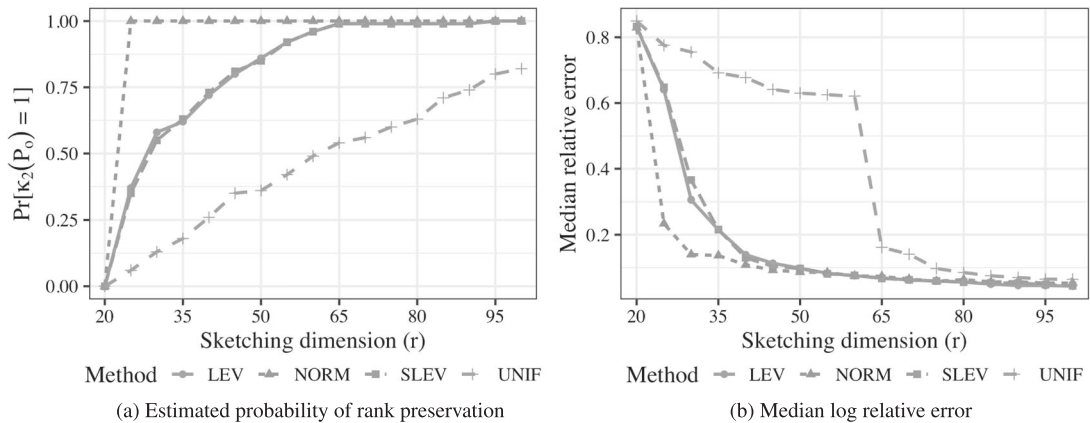 1.00
0.75
0.50
0.25
0.00
Pr[κ₂(P₀) = 1]
20 35 50 65 80 95
Sketching dimension (r)
Method LEV NORM SLEV UNIF
(a) Estimated probability of rank preservation
0.8
0.6
0.4
0.2
Median relative error
20 35 50 65 80 95
Sketching dimension (r)
Method LEV NORM SLEV UNIF
(b) Median log relative error